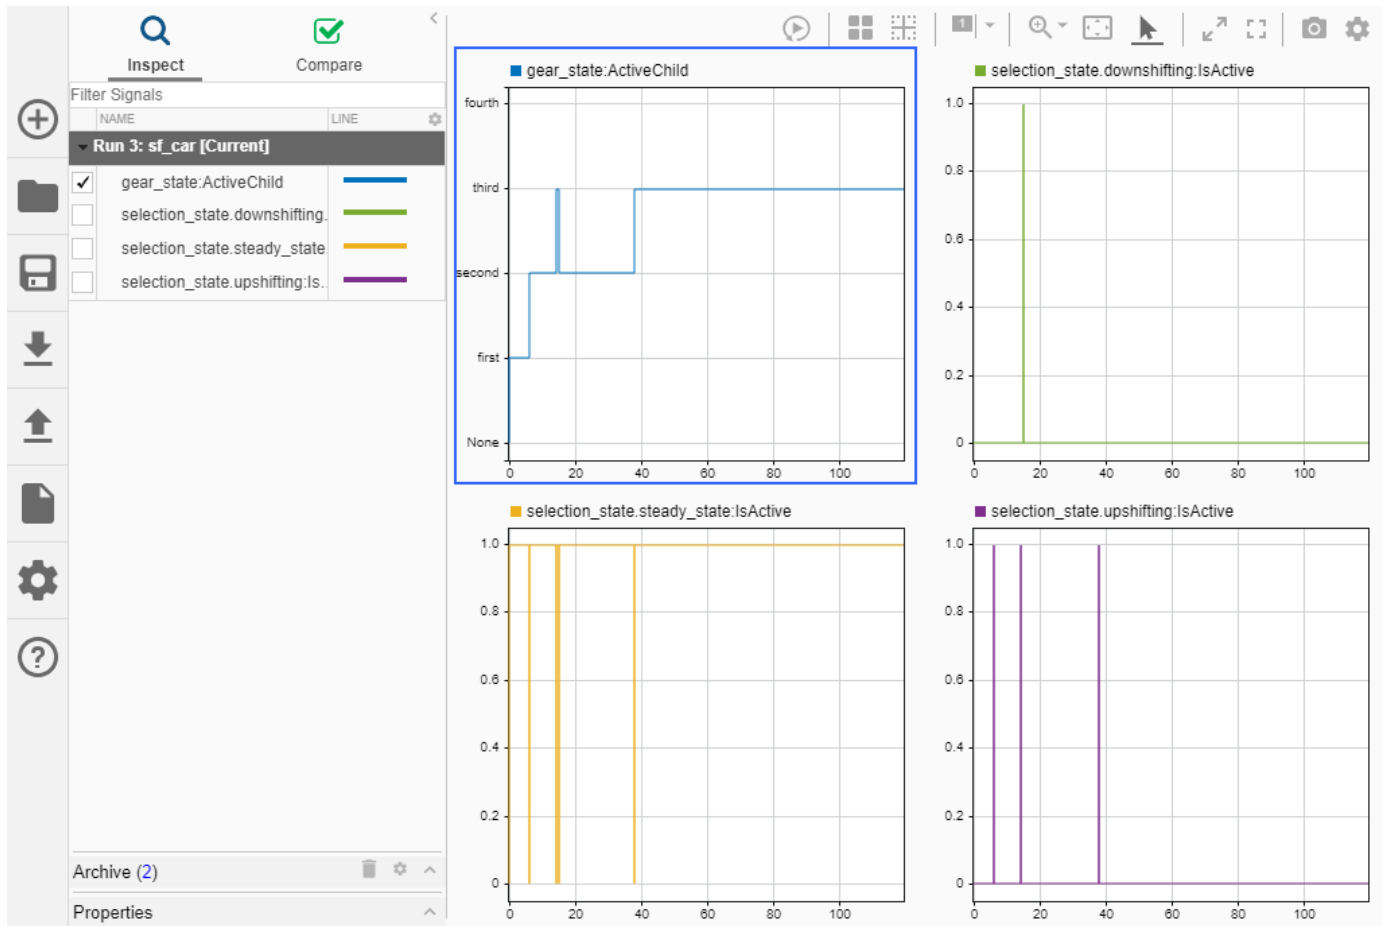 Inspect
Compare
Filter Signals
NAME LINE
Run 3: sf_car [Current]
gear_state:ActiveChild
selection_state.downshifting.
selection_state.steady_state
selection_state.upshifting:Is..
Archive (2)
Properties
1
gear_state:ActiveChild
fourth
third
second
first
None
0 20 40 60 80 100
selection_state.downshifting:IsActive
1.0
0.8
0.6
0.4
0.2
0
0 20 40 60 80 100
selection_state.steady_state:IsActive
1.0
0.8
0.6
0.4
0.2
0
0 20 40 60 80 100
selection_state.upshifting:IsActive
1.0
0.8
0.6
0.4
0.2
0
0 20 40 60 80 100